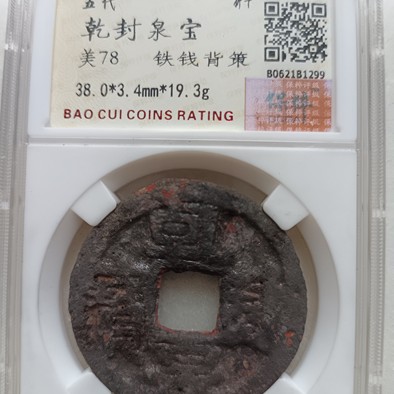 五代
乾封泉宝
美78 铁钱背策
B0621B1299
38.0*3.4mm*19.3g
BAO CUI COINS RATING